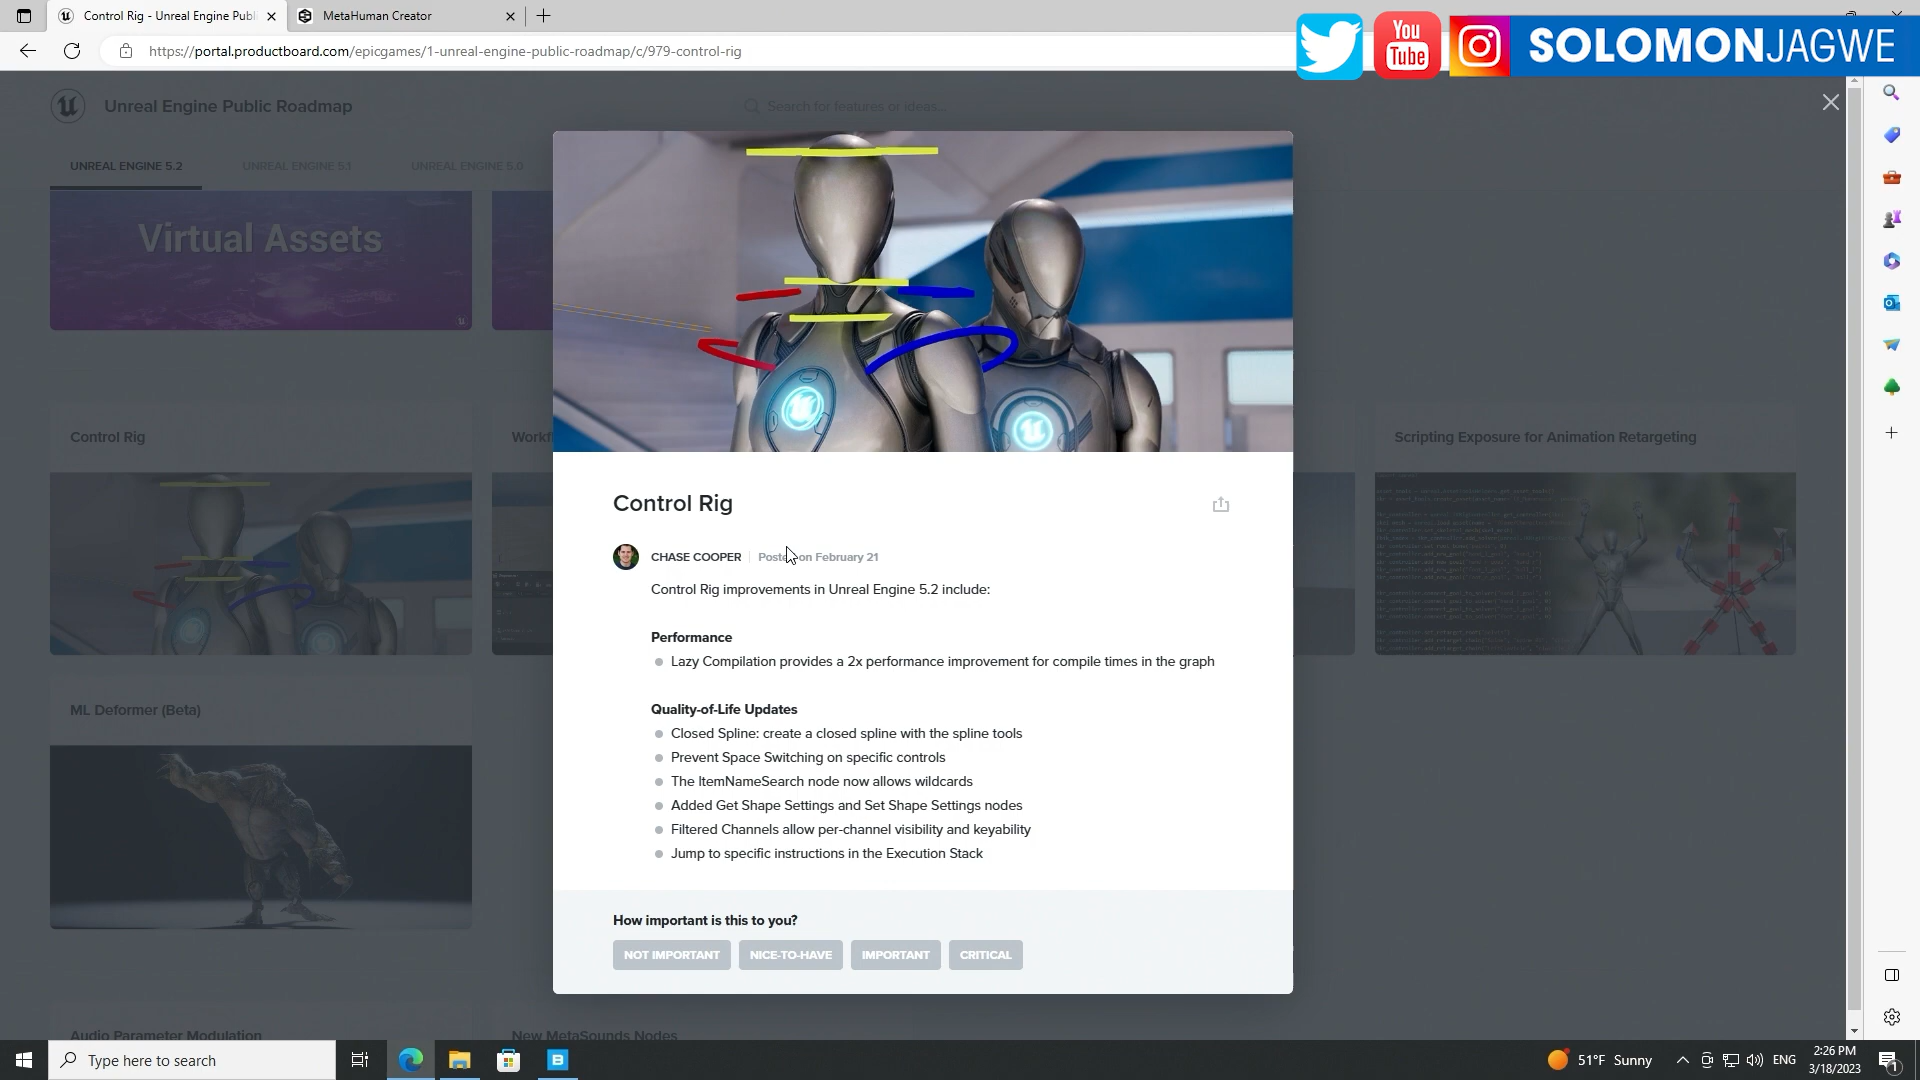 Control Rig - Unreal Engine Publ
MetaHuman Creator
https://portal.productboard.com/epicgames/1-unreal-engine-public-roadmap/c/979-control-rig
You
Tube
SOLOMONJAGWE
Unreal Engine Public Roadmap
Search for features or ideas...
UNREAL ENGINE 5.2
UNREAL ENGINE 5.1
UNREAL ENGINE 5.0
Virtual Assets
Control Rig
Workf
Scripting Exposure for Animation Retargeting
ML Deformer (Beta)
Audio Parameter Modulation
New MetaSounds Nodes
Control Rig
CHASE COOPER
Posted on February 21
Control Rig improvements in Unreal Engine 5.2 include:
Performance
Lazy Compilation provides a 2x performance improvement for compile times in the graph
Quality-of-Life Updates
Closed Spline: create a closed spline with the spline tools
Prevent Space Switching on specific controls
The ItemNameSearch node now allows wildcards
Added Get Shape Settings and Set Shape Settings nodes
Filtered Channels allow per-channel visibility and keyability
Jump to specific instructions in the Execution Stack
How important is this to you?
NOT IMPORTANT
NICE-TO-HAVE
IMPORTANT
CRITICAL
Type here to search
51°F Sunny
ENG
2:26 PM
3/18/2023
1